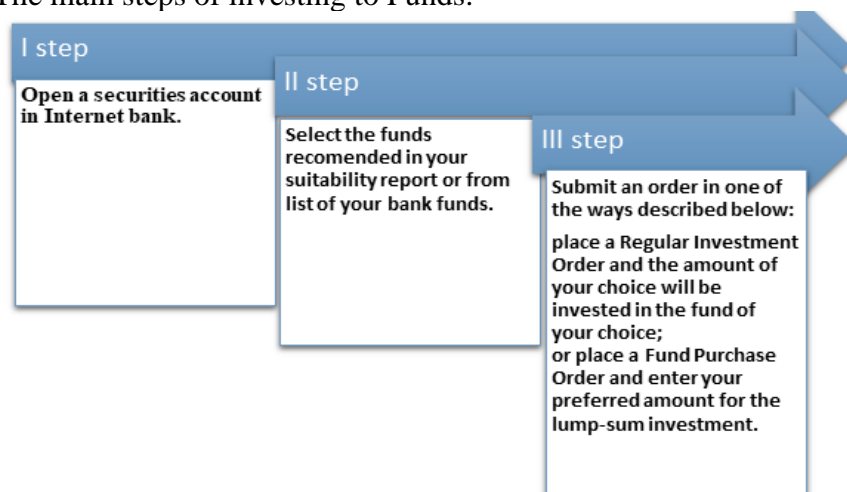 The main steps of investing to Funds:
I step
Open a securities account
in Internet bank.
II step
Select the funds
recomended in your
suitability report or from
list of your bank funds.
III step
Submit an order in one of
the ways described below:
place a Regular Investment
Order and the amount of
your choice will be
invested in the fund of
your choice;
or place a Fund Purchase
Order and enter your
preferred amount for the
lump-sum investment.